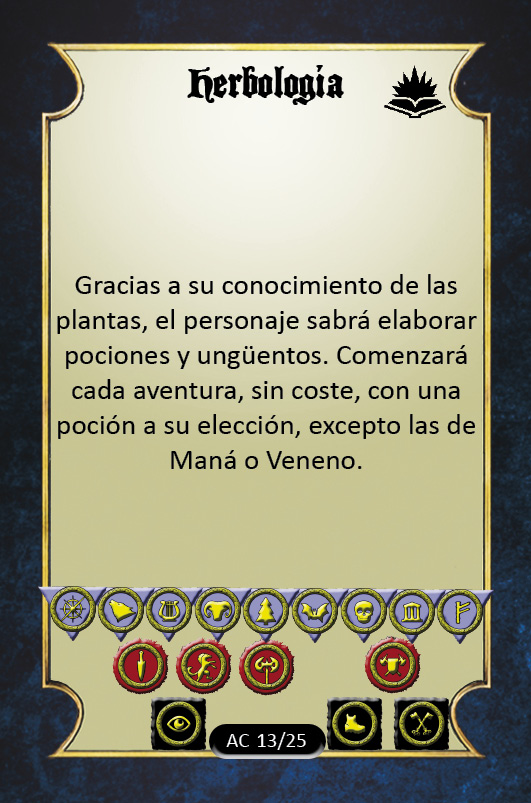 Herbología
Gracias a su conocimiento de las
plantas, el personaje sabrá elaborar
pociones y ungüentos. Comenzará
cada aventura, sin coste, con una
poción a su elección, excepto las de
Maná o Veneno.
AC 13/25